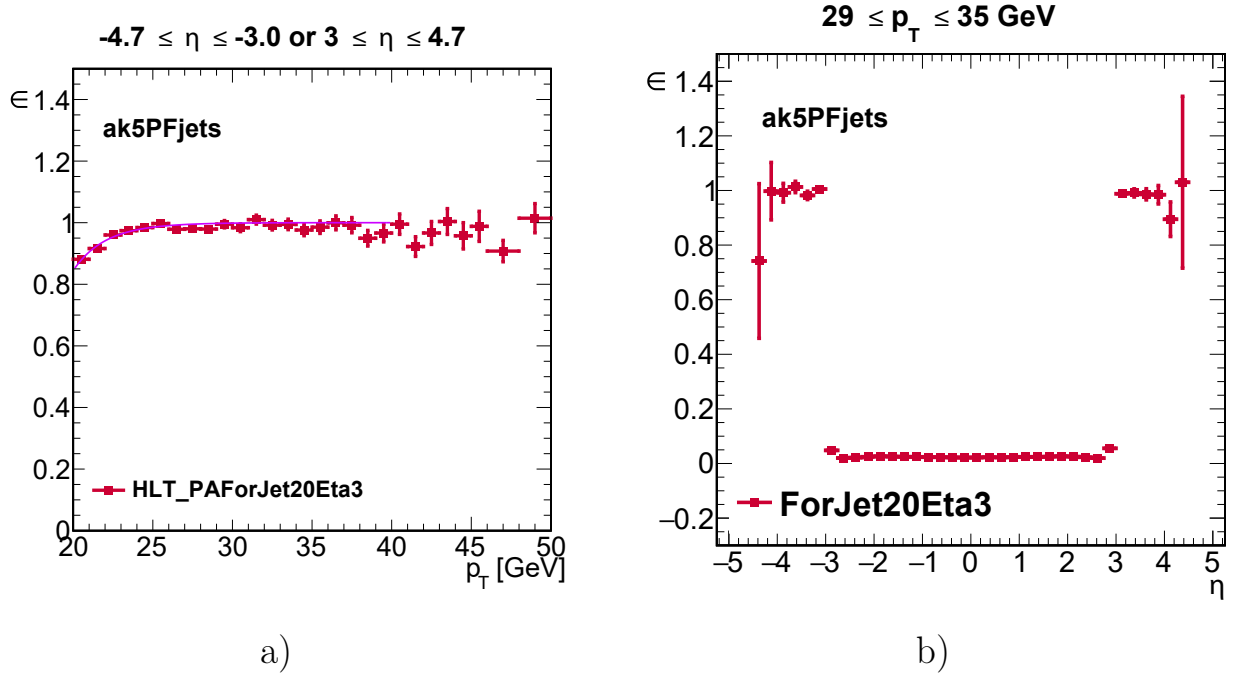 -4.7 ≤ η ≤ -3.0 or 3 ≤ η ≤ 4.7
∈
1.4
1.2
1
0.8
0.6
0.4
0.2
0
ak5PFjets
HLT_PAForJet20Eta3
20 25 30 35 40 45 50
p_T [GeV]
a)
29 ≤ p_T ≤ 35 GeV
∈
1.4
1.2
1
0.8
0.6
0.4
0.2
0
−0.2
ak5PFjets
ForJet20Eta3
−5 −4 −3 −2 −1 0 1 2 3 4 5
η
b)